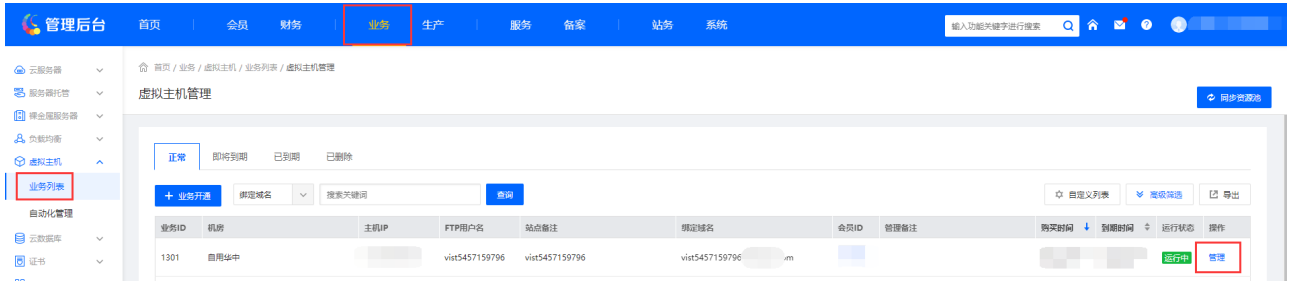 管理后台 首页 会员 财务 业务 生产 服务 备案 站务 系统 输入功能关键字进行搜索
云服务器
服务器托管
裸金属服务器
负载均衡
虚拟主机
业务列表
自动化管理
云数据库
证书
首页 / 业务 / 虚拟主机 / 业务列表 / 虚拟主机管理
虚拟主机管理 同步资源池
正常 即将到期 已到期 已删除
+ 业务开通 绑定域名 搜索关键词 查询 自定义列表 高级筛选 导出
业务ID 机房 主机IP FTP用户名 站点备注 绑定域名 会员ID 管理备注 购买时间 到期时间 运行状态 操作
1301 自用华中 vist5457159796 vist5457159796 vist5457159796 运行中 管理